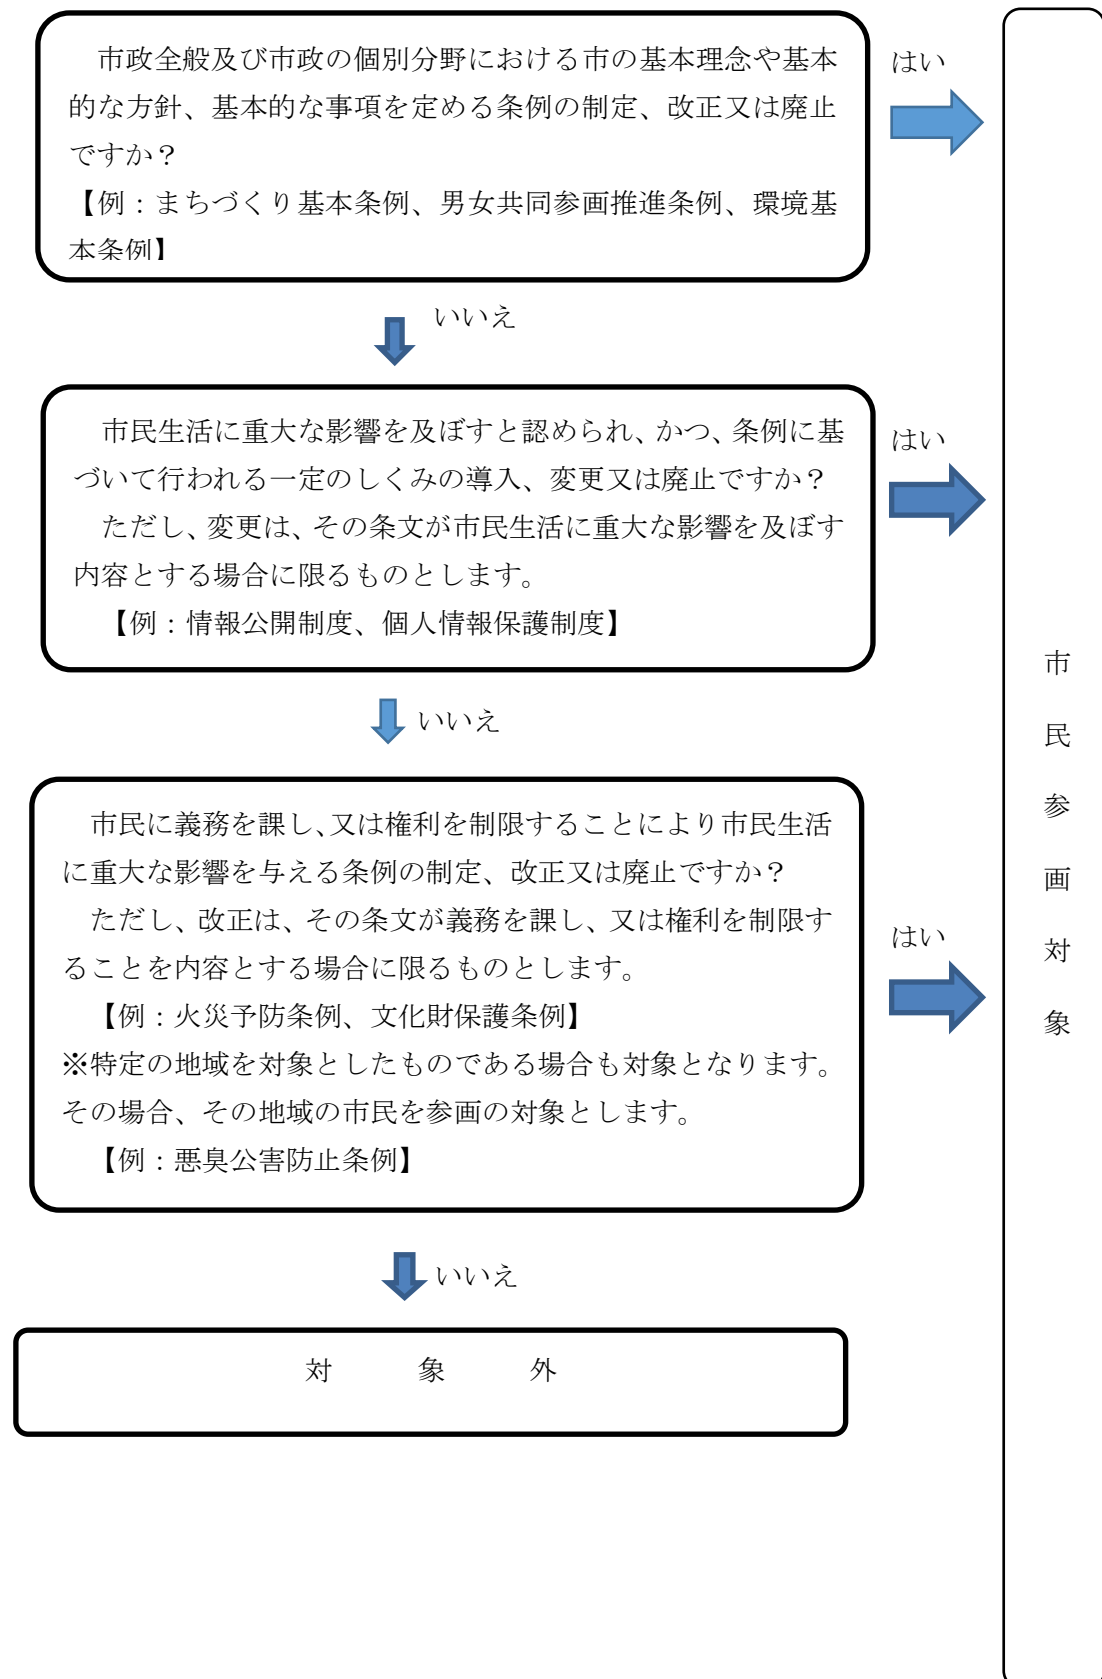 市政全般及び市政の個別分野における市の基本理念や基本
的な方針、基本的な事項を定める条例の制定、改正又は廃止
ですか？
【例：まちづくり基本条例、男女共同参画推進条例、環境基
本条例】
はい
いいえ
市民生活に重大な影響を及ぼすと認められ、かつ、条例に基
づいて行われる一定のしくみの導入、変更又は廃止ですか？
ただし、変更は、その条文が市民生活に重大な影響を及ぼす
内容とする場合に限るものとします。
【例：情報公開制度、個人情報保護制度】
はい
いいえ
市民に義務を課し、又は権利を制限することにより市民生活
に重大な影響を与える条例の制定、改正又は廃止ですか？
ただし、改正は、その条文が義務を課し、又は権利を制限す
ることを内容とする場合に限るものとします。
【例：火災予防条例、文化財保護条例】
※特定の地域を対象としたものである場合も対象となります。
その場合、その地域の市民を参画の対象とします。
【例：悪臭公害防止条例】
はい
いいえ
対象外
市民参画対象